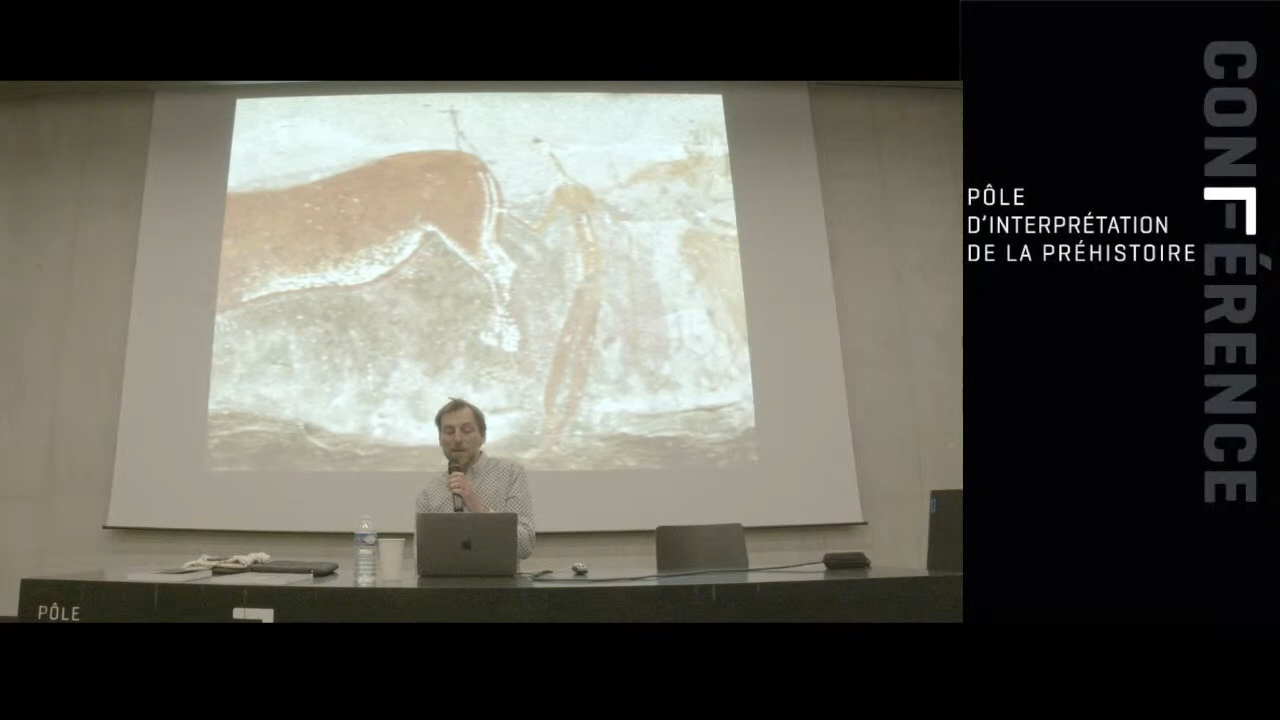 PÔLE
D'INTERPRÉTATION
DE LA PRÉHISTOIRE
CONFÉRENCE
PÔLE